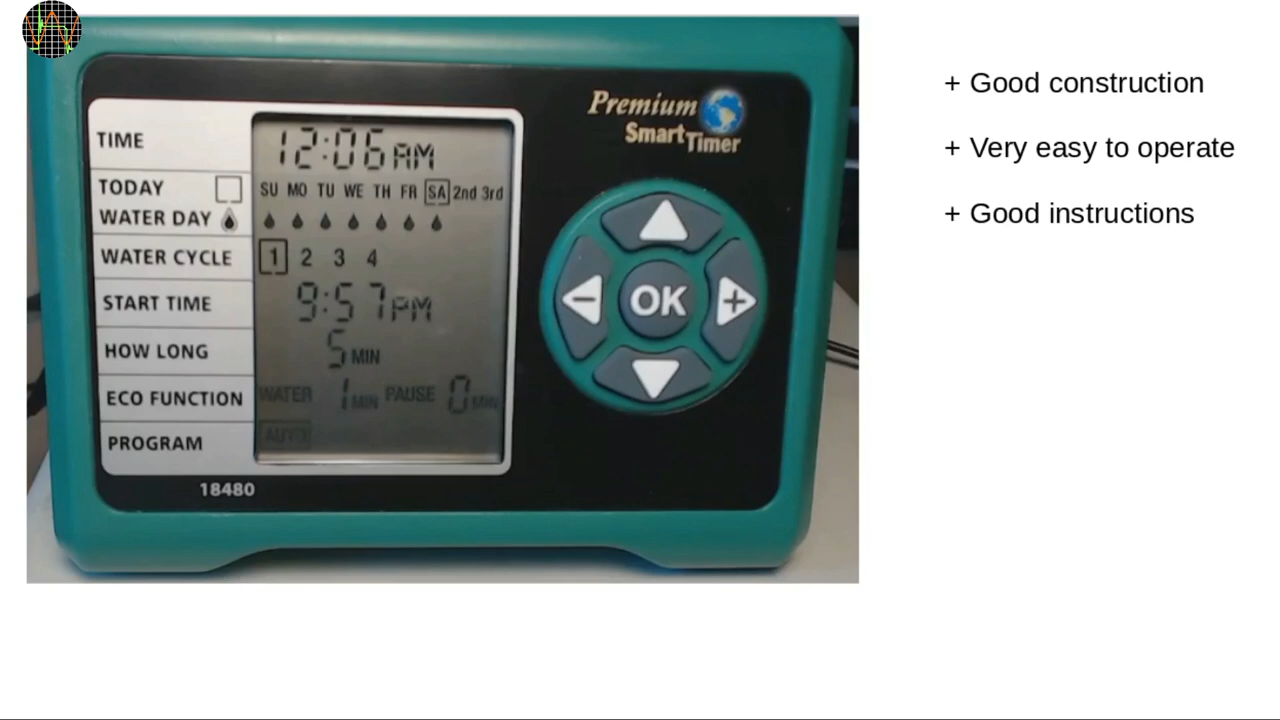 Premium
Smart Timer
TIME 12:06AM
TODAY SU MO TU WE TH FR SA 2nd 3rd
WATER DAY
WATER CYCLE 1 2 3 4
START TIME 9:57PM
HOW LONG 5 MIN
ECO FUNCTION WATER 1 MIN PAUSE 0 MIN
PROGRAM AUTO
18480
OK
+ Good construction
+ Very easy to operate
+ Good instructions